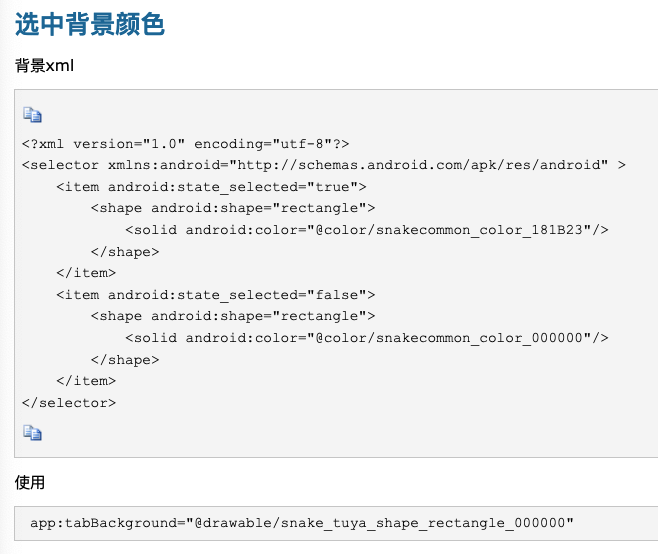 选中背景颜色
背景xml
<?xml version="1.0" encoding="utf-8"?>
<selector xmlns:android="http://schemas.android.com/apk/res/android" >
    <item android:state_selected="true">
        <shape android:shape="rectangle">
            <solid android:color="@color/snakecommon_color_181B23"/>
        </shape>
    </item>
    <item android:state_selected="false">
        <shape android:shape="rectangle">
            <solid android:color="@color/snakecommon_color_000000"/>
        </shape>
    </item>
</selector>
使用
app:tabBackground="@drawable/snake_tuya_shape_rectangle_000000"